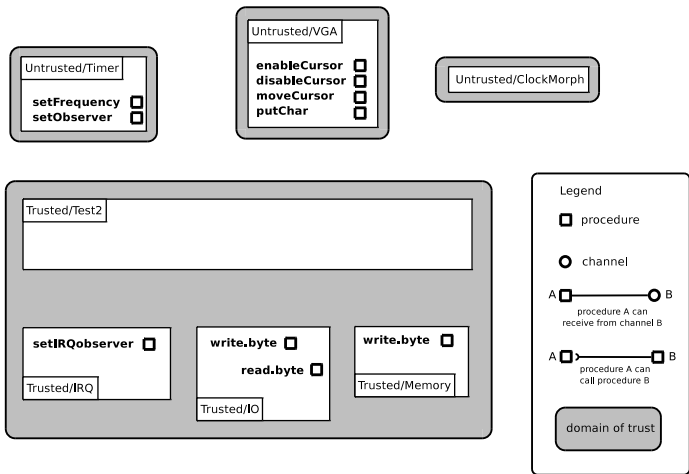 Untrusted/Timer
setFrequency
setObserver
Untrusted/VGA
enableCursor
disableCursor
moveCursor
putChar
Untrusted/ClockMorph
Trusted/Test2
setIRQobserver
Trusted/IRQ
write.byte
read.byte
Trusted/IO
write.byte
Trusted/Memory
Legend
procedure
channel
A B
procedure A can
receive from channel B
A B
procedure A can
call procedure B
domain of trust